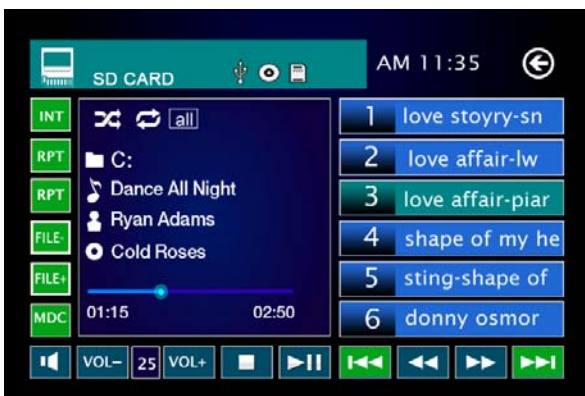 SD CARD
AM 11:35
INT
RPT
RPT
FILE-
FILE+
MDC
all
C:
Dance All Night
Ryan Adams
Cold Roses
01:15 02:50
1 love stoyry-sn
2 love affair-lw
3 love affair-piar
4 shape of my he
5 sting-shape of
6 donny osmor
VOL- 25 VOL+